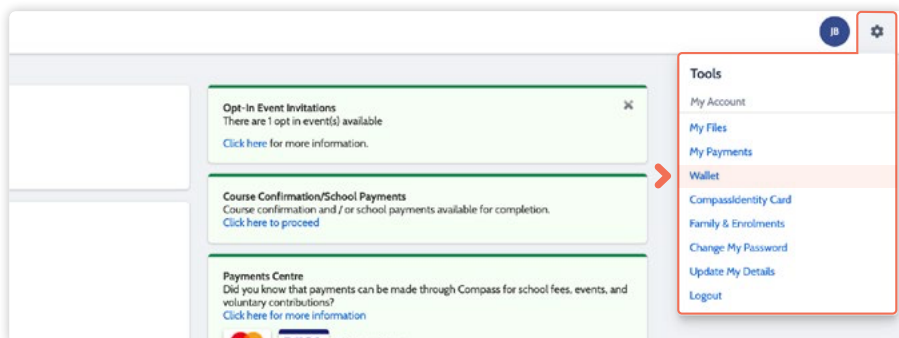 JB
Opt-In Event Invitations
There are 1 opt in event(s) available
Click here for more information.
Course Confirmation/School Payments
Course confirmation and / or school payments available for completion.
Click here to proceed
Payments Centre
Did you know that payments can be made through Compass for school fees, events, and
voluntary contributions?
Click here for more information
Tools
My Account
My Files
My Payments
Wallet
CompassIdentity Card
Family & Enrolments
Change My Password
Update My Details
Logout